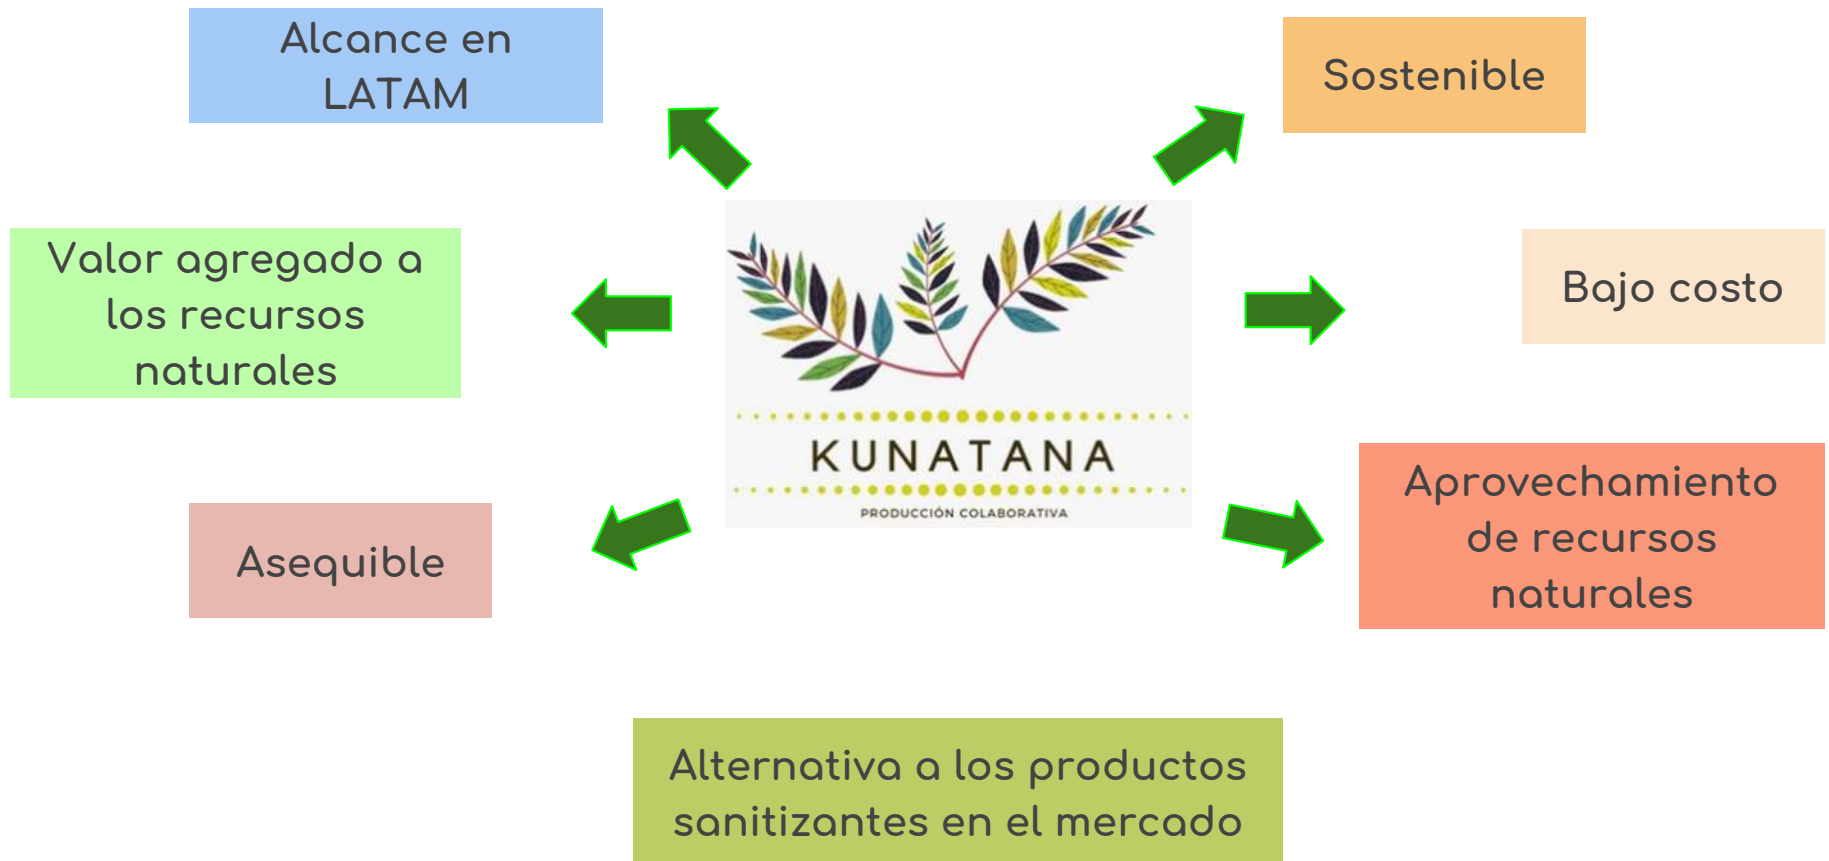 Alcance en
LATAM
Sostenible
Valor agregado a
los recursos
naturales
Bajo costo
KUNATANA
PRODUCCIÓN COLABORATIVA
Asequible
Aprovechamiento
de recursos
naturales
Alternativa a los productos
sanitizantes en el mercado